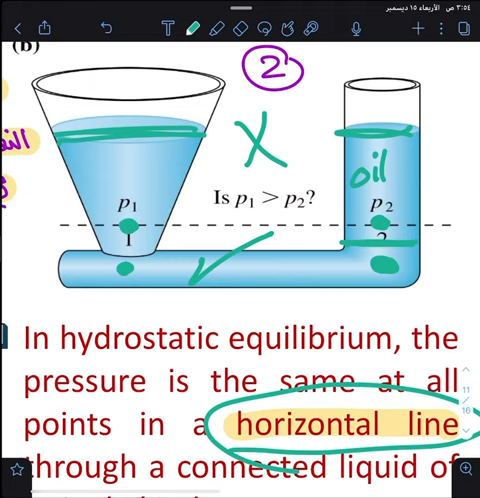 ٣:٥٤ ص الأربعاء ١٥ ديسمبر
(b)
2
X
oil
p1
Is p1 > p2?
p2
1
2
11
16
In hydrostatic equilibrium, the
pressure is the same at all
points in a horizontal line
through a connected liquid of